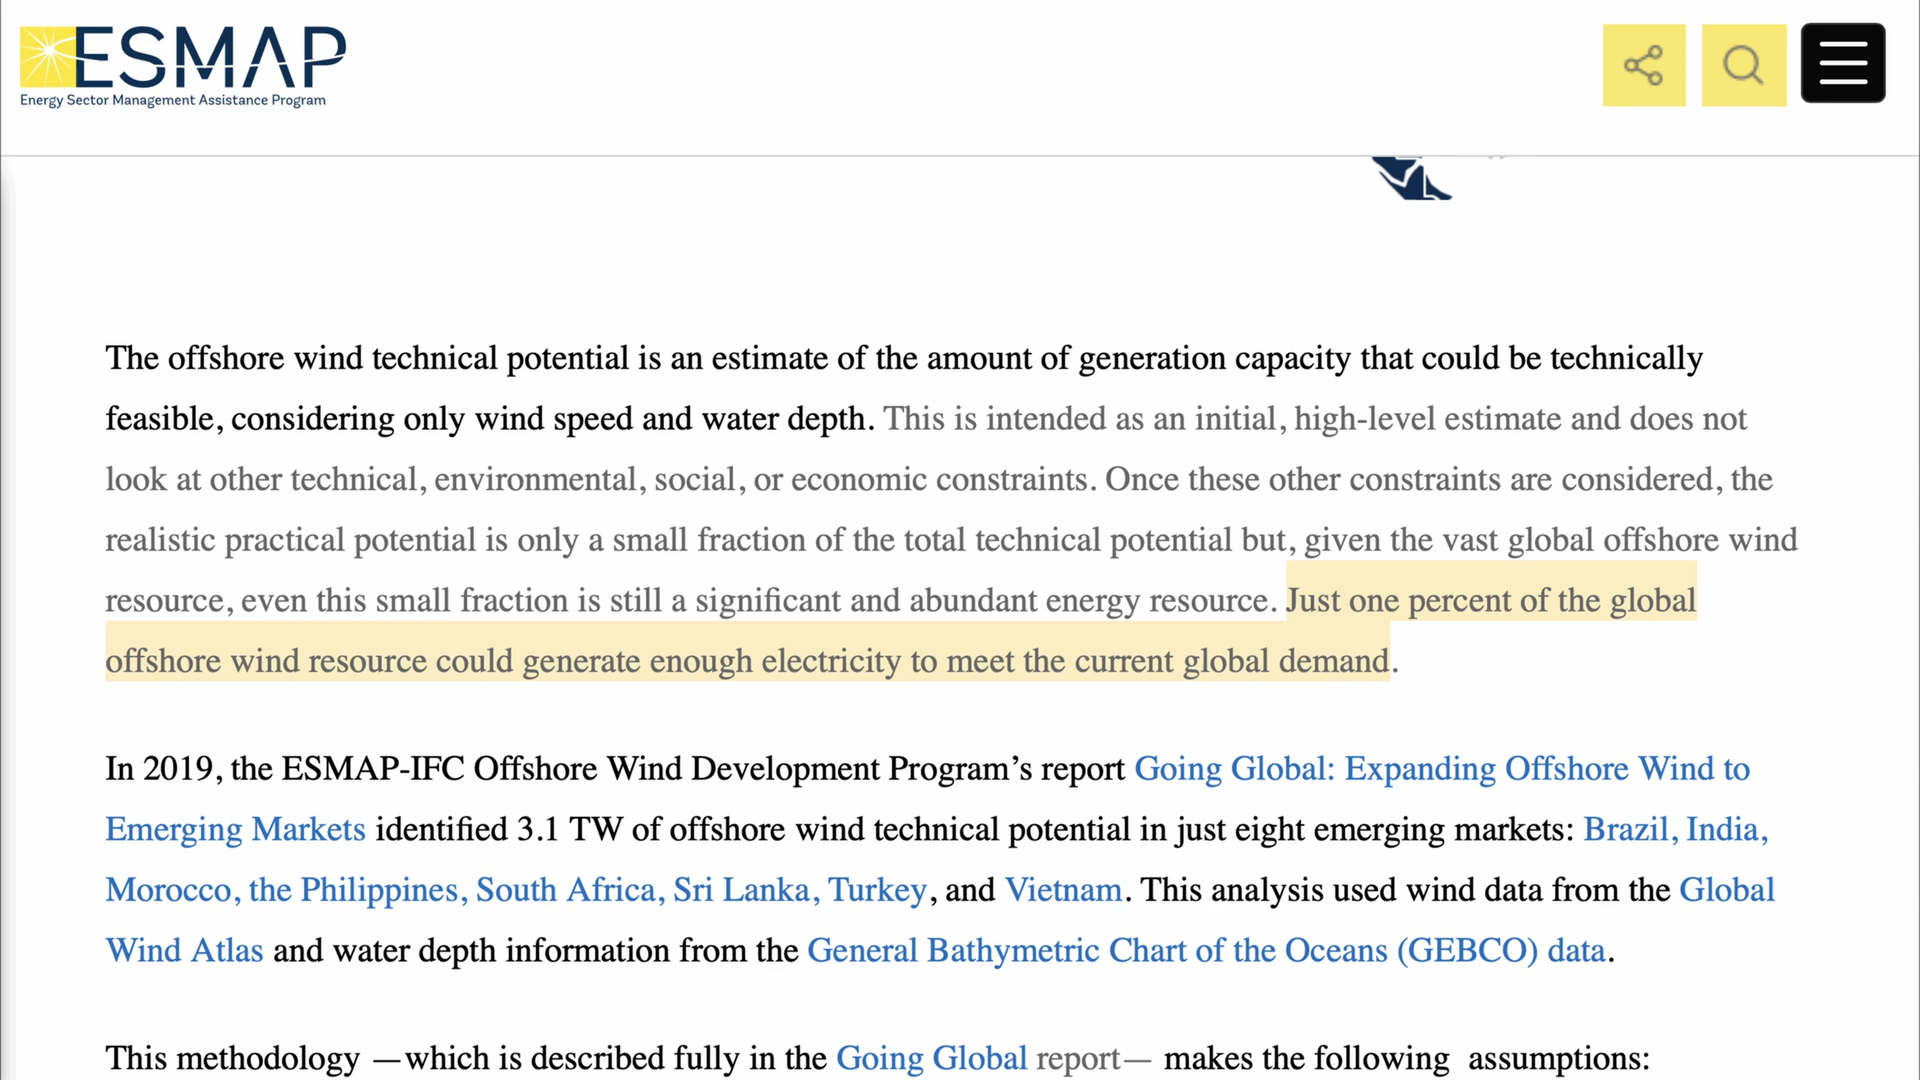 ESMAP
Energy Sector Management Assistance Program
The offshore wind technical potential is an estimate of the amount of generation capacity that could be technically
feasible, considering only wind speed and water depth. This is intended as an initial, high-level estimate and does not
look at other technical, environmental, social, or economic constraints. Once these other constraints are considered, the
realistic practical potential is only a small fraction of the total technical potential but, given the vast global offshore wind
resource, even this small fraction is still a significant and abundant energy resource. Just one percent of the global
offshore wind resource could generate enough electricity to meet the current global demand.
In 2019, the ESMAP-IFC Offshore Wind Development Program’s report Going Global: Expanding Offshore Wind to
Emerging Markets identified 3.1 TW of offshore wind technical potential in just eight emerging markets: Brazil, India,
Morocco, the Philippines, South Africa, Sri Lanka, Turkey, and Vietnam. This analysis used wind data from the Global
Wind Atlas and water depth information from the General Bathymetric Chart of the Oceans (GEBCO) data.
This methodology —which is described fully in the Going Global report— makes the following assumptions: